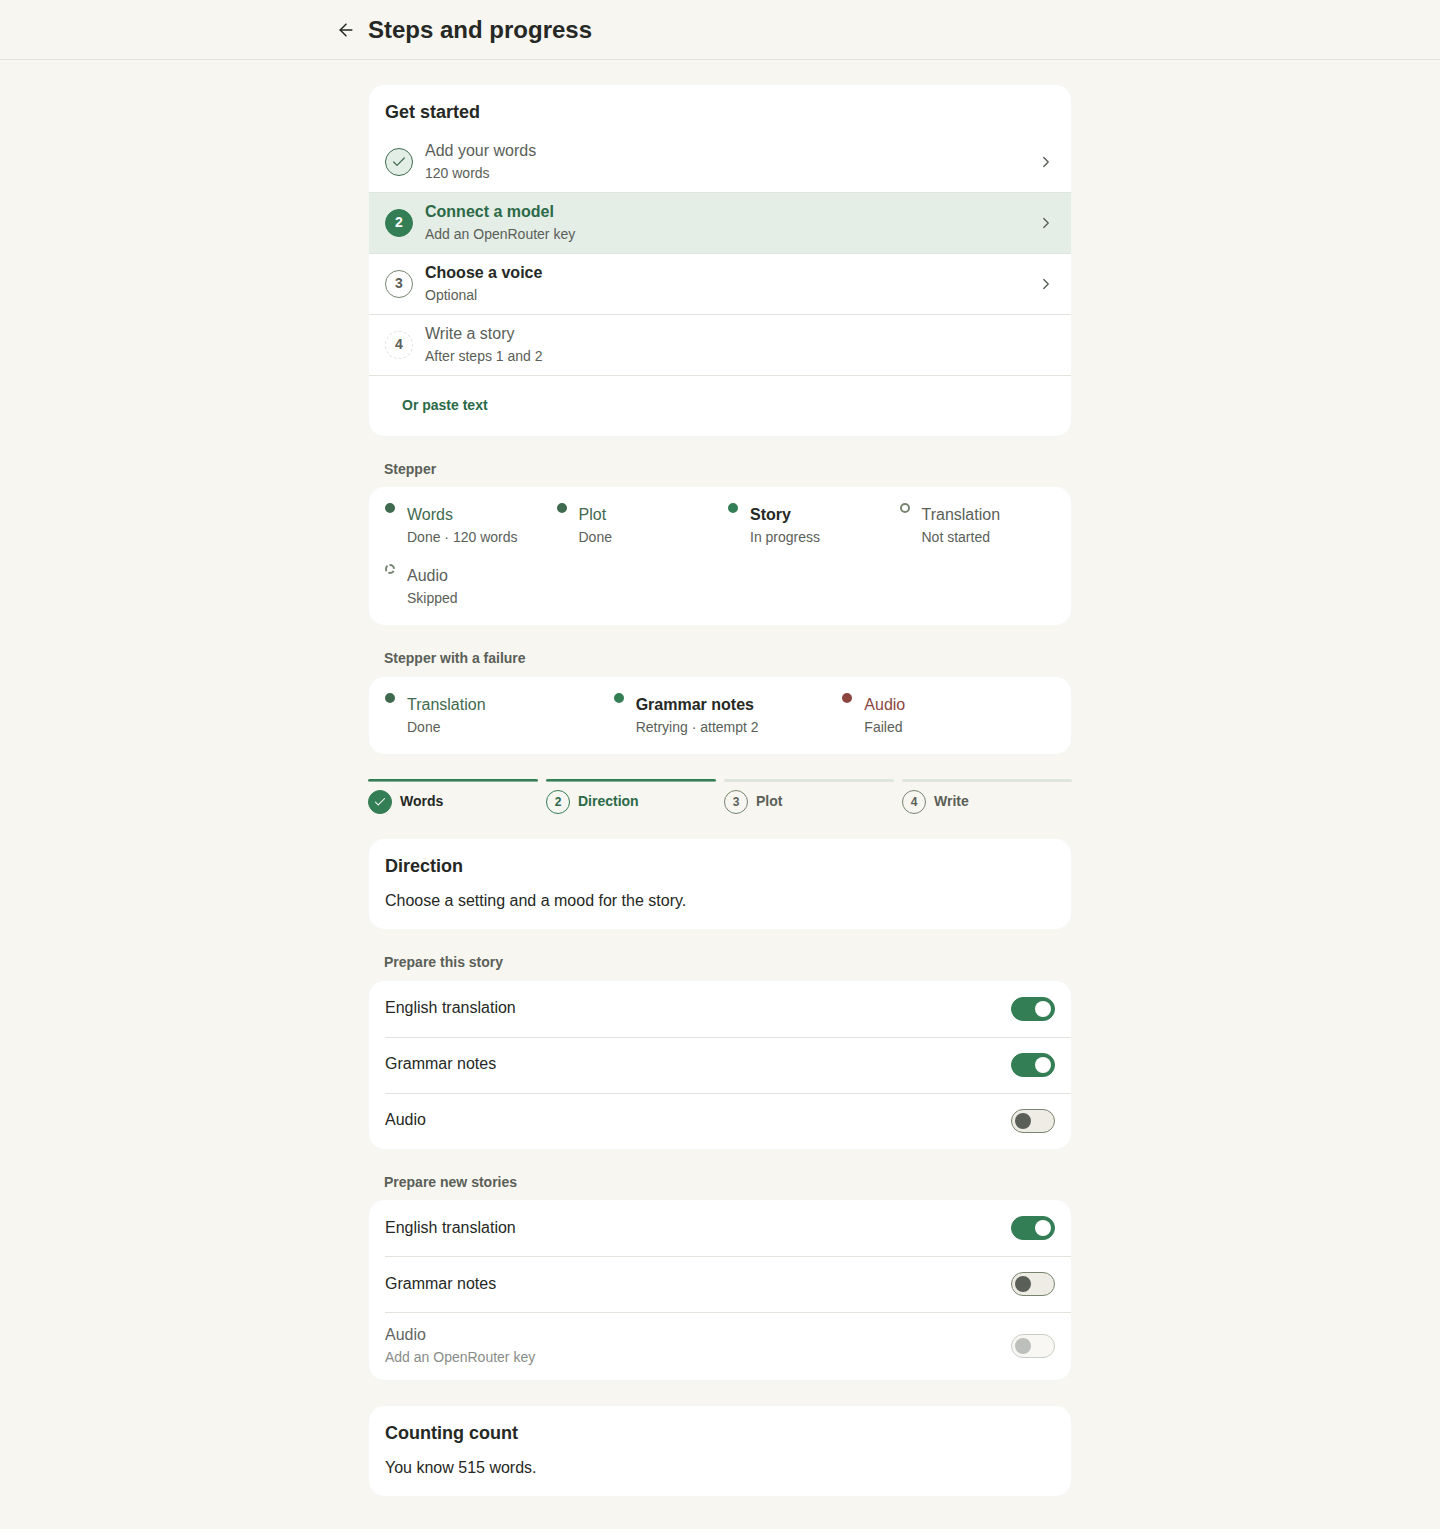 Steps and progress
Get started
Add your words
120 words
2
Connect a model
Add an OpenRouter key
3
Choose a voice
Optional
4
Write a story
After steps 1 and 2
Or paste text
Stepper
Words
Done · 120 words
Plot
Done
Story
In progress
Translation
Not started
Audio
Skipped
Stepper with a failure
Translation
Done
Grammar notes
Retrying · attempt 2
Audio
Failed
Words
2 Direction
3 Plot
4 Write
Direction
Choose a setting and a mood for the story.
Prepare this story
English translation
Grammar notes
Audio
Prepare new stories
English translation
Grammar notes
Audio
Add an OpenRouter key
Counting count
You know 515 words.